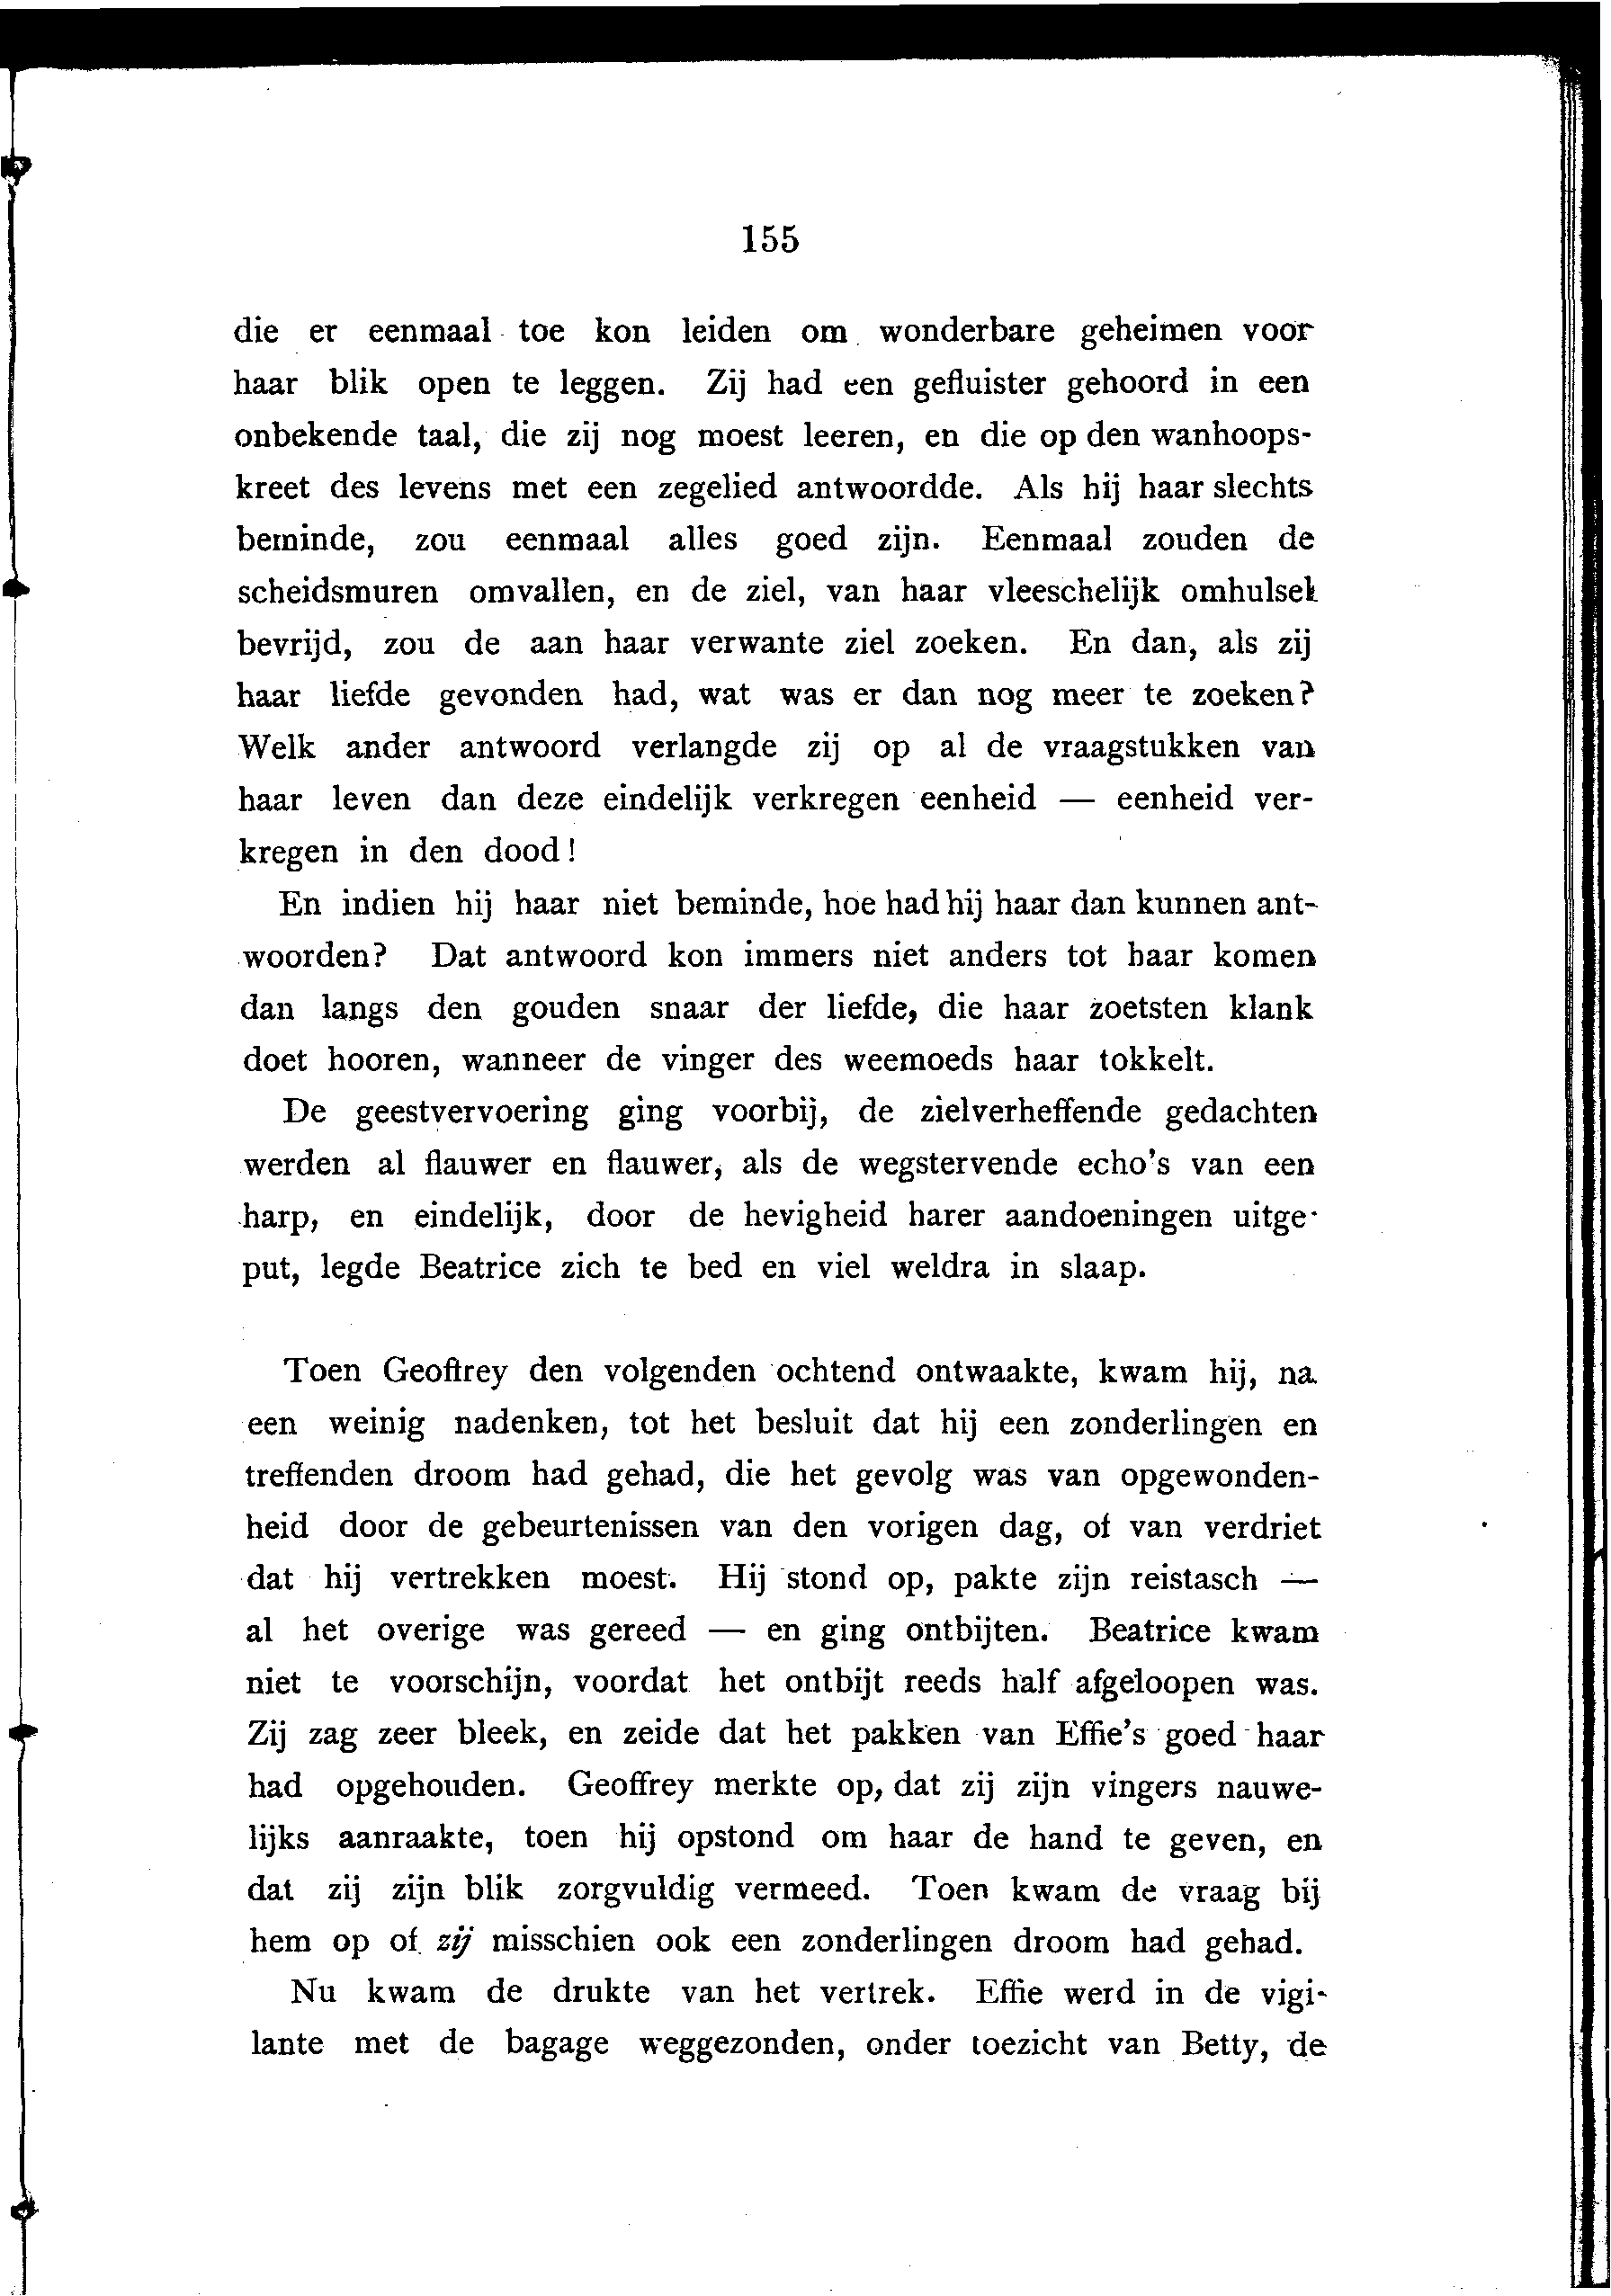 155
die er eenmaal toe kon leiden om wonderbare geheimen voor
haar blik open te leggen. Zij had een gefluister gehoord in een
onbekende taal, die zij nog moest leeren, en die op den wanhoops-
kreet des levens met een zegelied antwoordde. Als hij haar slechts
beminde, zou eenmaal alles goed zijn. Eenmaal zouden de
scheidsmuren omvallen, en de ziel, van haar vleeschelijk omhulsel
bevrijd, zou de aan haar verwante ziel zoeken. En dan, als zij
haar liefde gevonden had, wat was er dan nog meer te zoeken?
Welk ander antwoord verlangde zij op al de vraagstukken van
haar leven dan deze eindelijk verkregen eenheid — eenheid ver-
kregen in den dood!
En indien hij haar niet beminde, hoe had hij haar dan kunnen ant-
woorden? Dat antwoord kon immers niet anders tot haar komen
dan langs den gouden snaar der liefde, die haar zoetsten klank
doet hooren, wanneer de vinger des weemoeds haar tokkelt.
De geestvervoering ging voorbij, de zielverheffende gedachten
werden al flauwer en flauwer, als de wegstervende echo's van een
harp, en eindelijk, door de hevigheid harer aandoeningen uitge-
put, legde Beatrice zich te bed en viel weldra in slaap.
Toen Geoffrey den volgenden ochtend ontwaakte, kwam hij, na
een weinig nadenken, tot het besluit dat hij een zonderlingen en
treffenden droom had gehad, die het gevolg was van opgewonden-
heid door de gebeurtenissen van den vorigen dag, of van verdriet
dat hij vertrekken moest. Hij stond op, pakte zijn reistasch —
al het overige was gereed — en ging ontbijten. Beatrice kwam
niet te voorschijn, voordat het ontbijt reeds half afgeloopen was.
Zij zag zeer bleek, en zeide dat het pakken van Effie's goed haar
had opgehouden. Geoffrey merkte op, dat zij zijn vingers nauwe-
lijks aanraakte, toen hij opstond om haar de hand te geven, en
dat zij zijn blik zorgvuldig vermeed. Toen kwam de vraag bij
hem op of zij misschien ook een zonderlingen droom had gehad.
Nu kwam de drukte van het vertrek. Effie werd in de vigi-
lante met de bagage weggezonden, onder toezicht van Betty, de